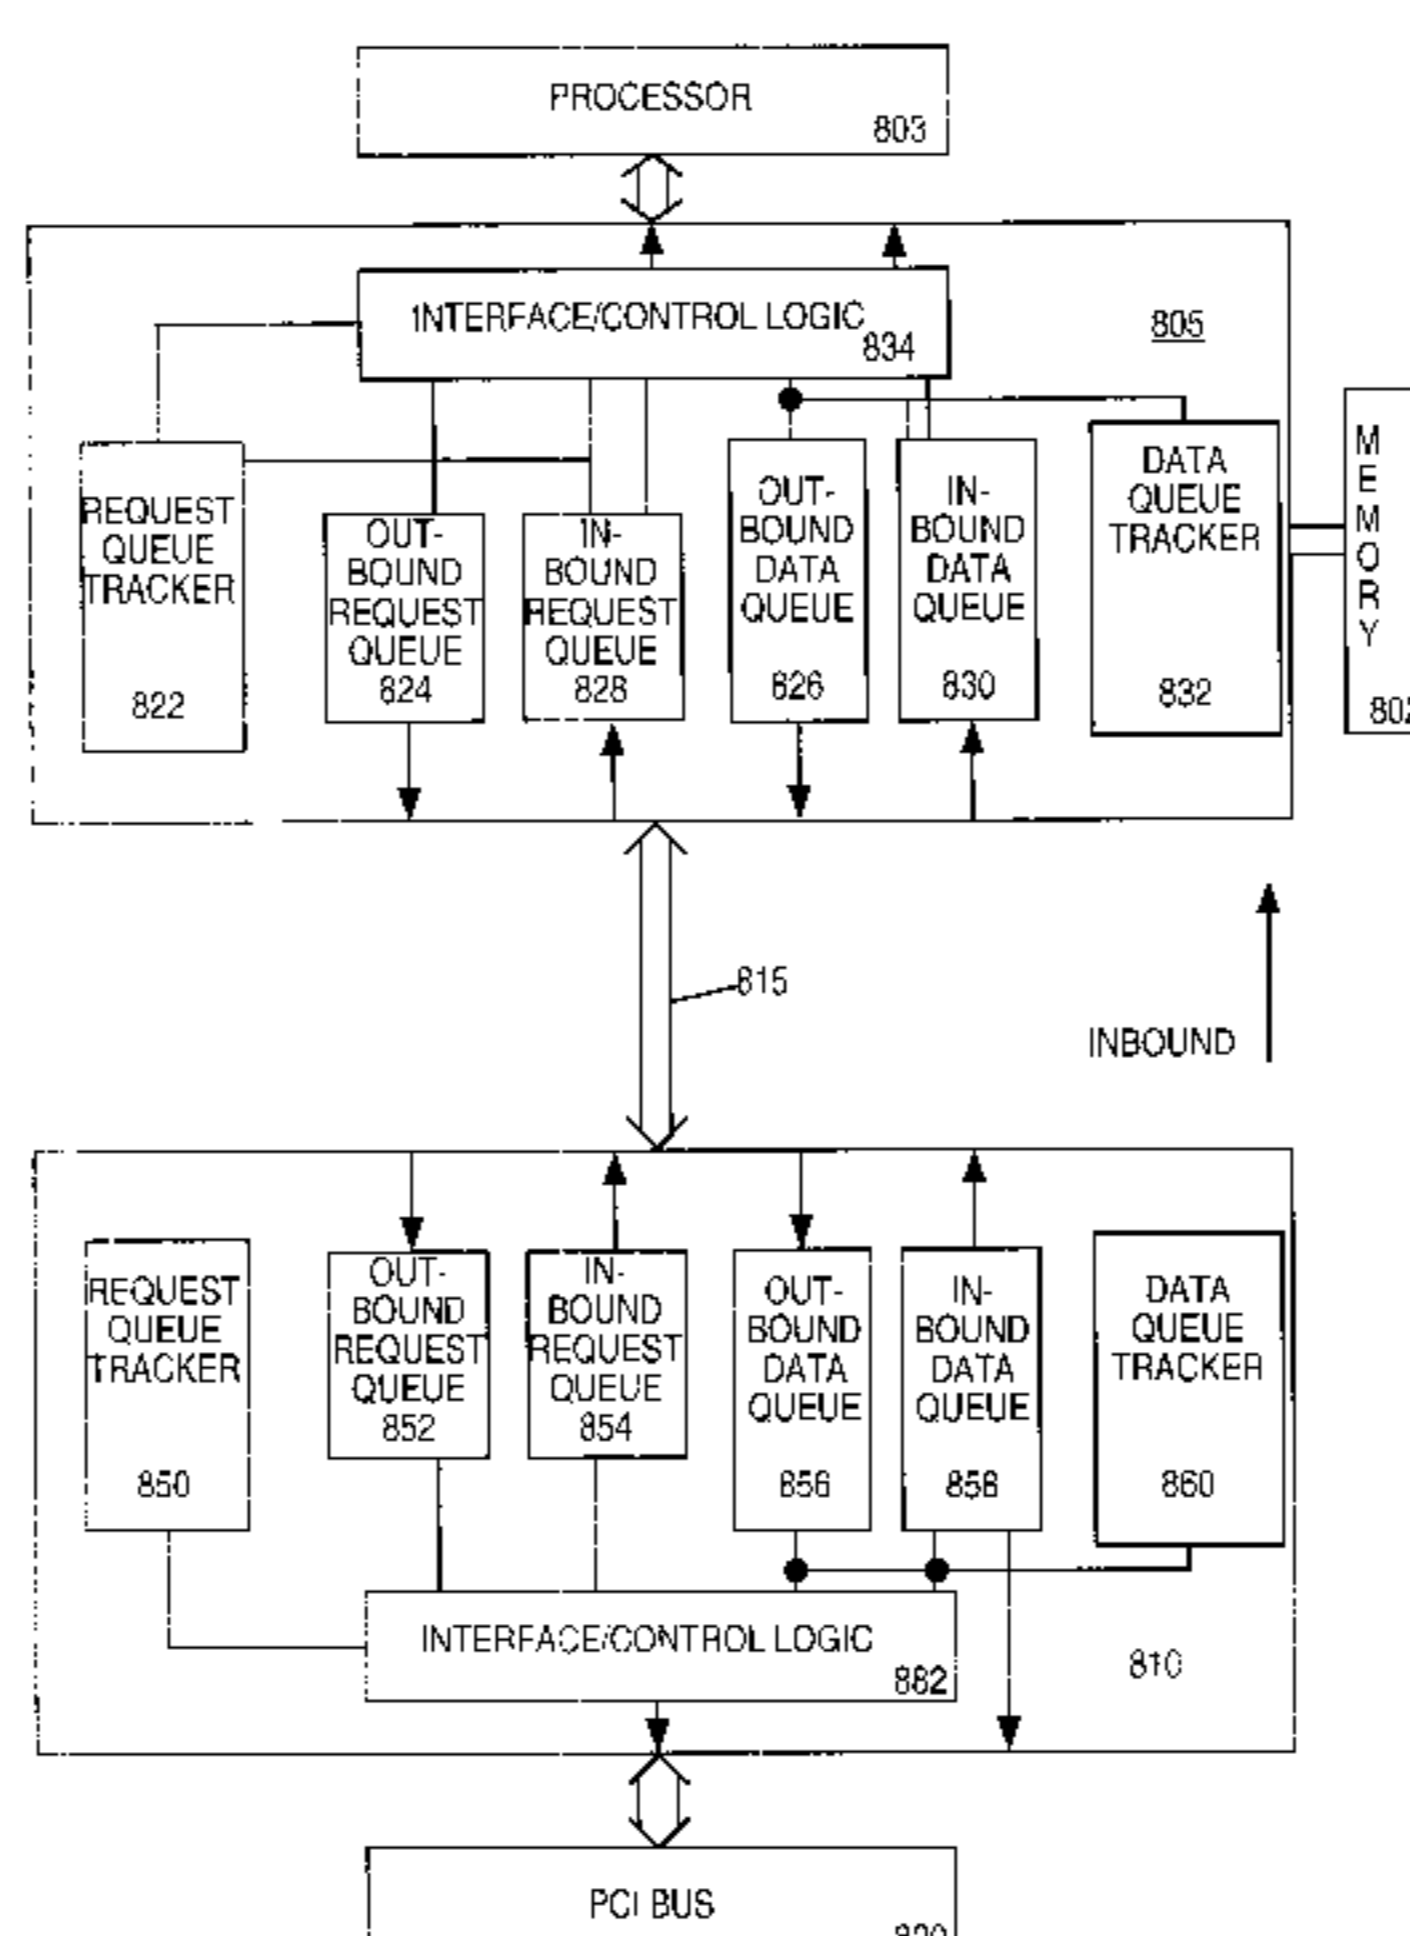 PROCESSOR
803
INTERFACE/CONTROL LOGIC
834
805
REQUEST
QUEUE
TRACKER
822
OUT-
BOUND
REQUEST
QUEUE
824
IN-
BOUND
REQUEST
QUEUE
828
OUT-
BOUND
DATA
QUEUE
826
IN-
BOUND
DATA
QUEUE
830
DATA
QUEUE
TRACKER
832
MEMORY
815
INBOUND
REQUEST
QUEUE
TRACKER
850
OUT-
BOUND
REQUEST
QUEUE
852
IN-
BOUND
REQUEST
QUEUE
854
OUT-
BOUND
DATA
QUEUE
856
IN-
BOUND
DATA
QUEUE
858
DATA
QUEUE
TRACKER
860
INTERFACE/CONTROL LOGIC
862
810
PCI BUS